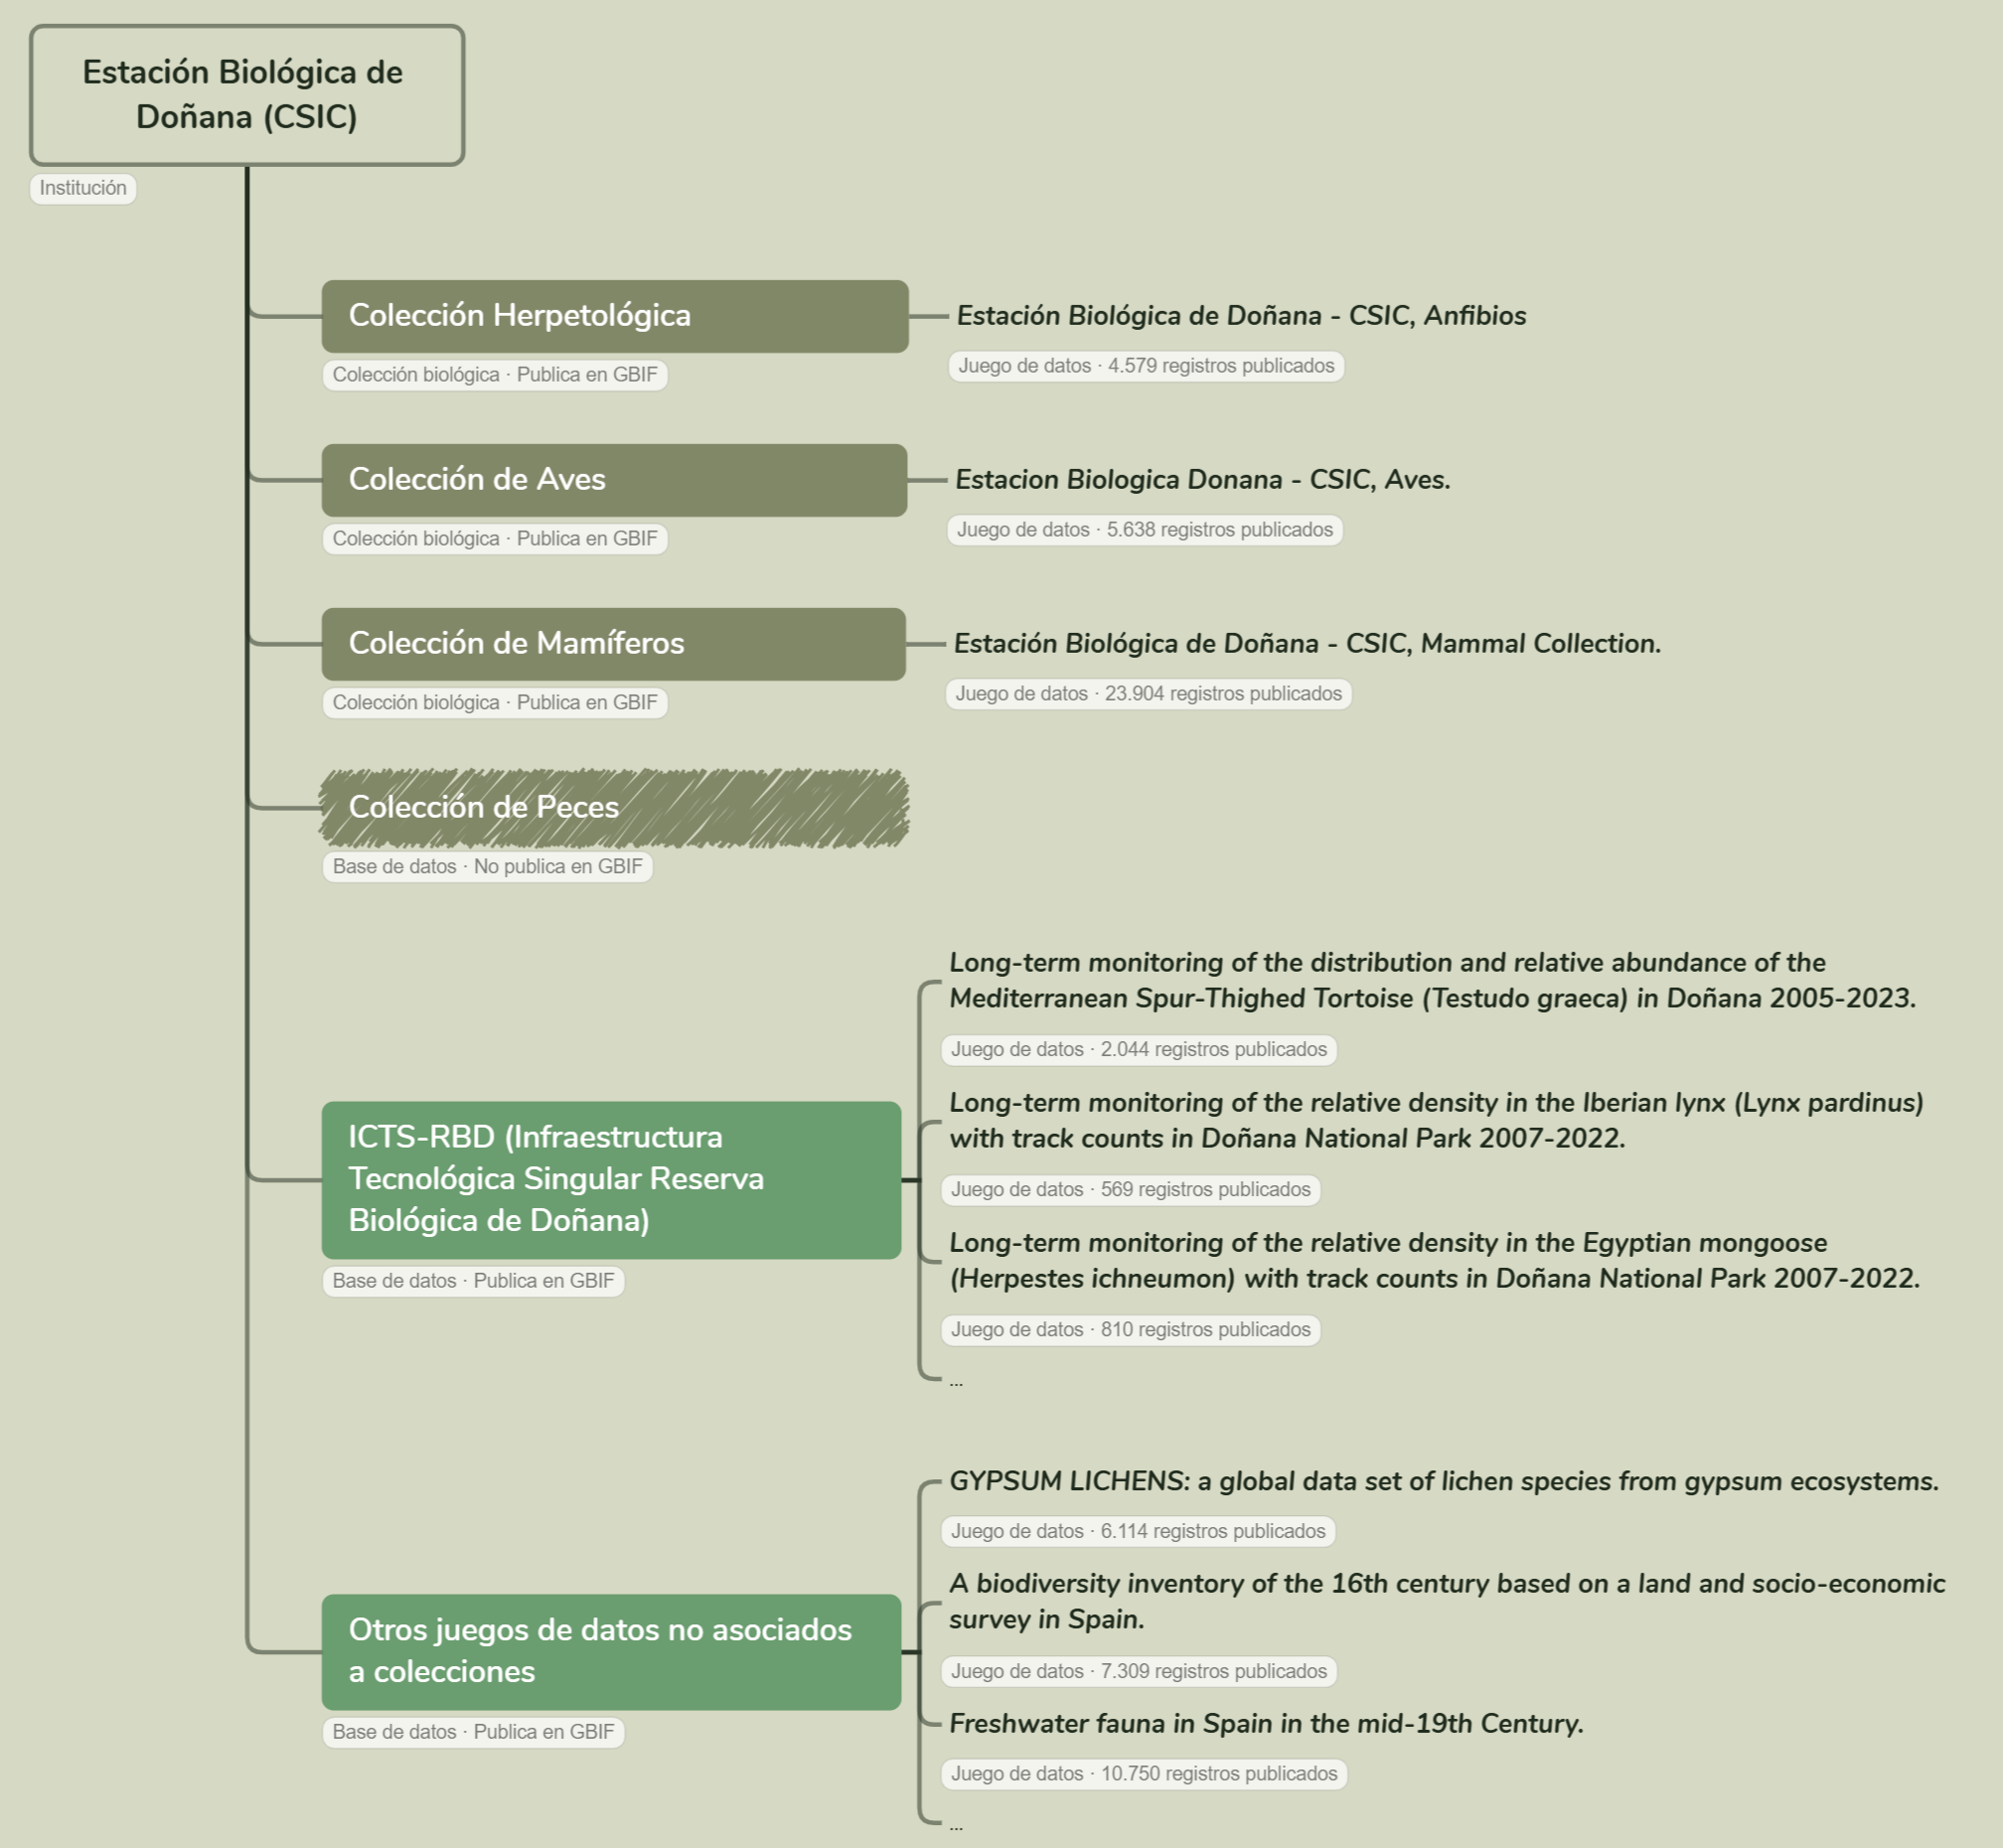 Estación Biológica de
Doñana (CSIC)
Institución
Colección Herpetológica
Colección biológica · Publica en GBIF
Estación Biológica de Doñana - CSIC, Anfibios
Juego de datos · 4.579 registros publicados
Colección de Aves
Colección biológica · Publica en GBIF
Estacion Biologica Donana - CSIC, Aves.
Juego de datos · 5.638 registros publicados
Colección de Mamíferos
Colección biológica · Publica en GBIF
Estación Biológica de Doñana - CSIC, Mammal Collection.
Juego de datos · 23.904 registros publicados
Colección de Peces
Base de datos · No publica en GBIF
ICTS-RBD (Infraestructura
Tecnológica Singular Reserva
Biológica de Doñana)
Base de datos · Publica en GBIF
Long-term monitoring of the distribution and relative abundance of the
Mediterranean Spur-Thighed Tortoise (Testudo graeca) in Doñana 2005-2023.
Juego de datos · 2.044 registros publicados
Long-term monitoring of the relative density in the Iberian lynx (Lynx pardinus)
with track counts in Doñana National Park 2007-2022.
Juego de datos · 569 registros publicados
Long-term monitoring of the relative density in the Egyptian mongoose
(Herpestes ichneumon) with track counts in Doñana National Park 2007-2022.
Juego de datos · 810 registros publicados
...
Otros juegos de datos no asociados
a colecciones
Base de datos · Publica en GBIF
GYPSUM LICHENS: a global data set of lichen species from gypsum ecosystems.
Juego de datos · 6.114 registros publicados
A biodiversity inventory of the 16th century based on a land and socio-economic
survey in Spain.
Juego de datos · 7.309 registros publicados
Freshwater fauna in Spain in the mid-19th Century.
Juego de datos · 10.750 registros publicados
...